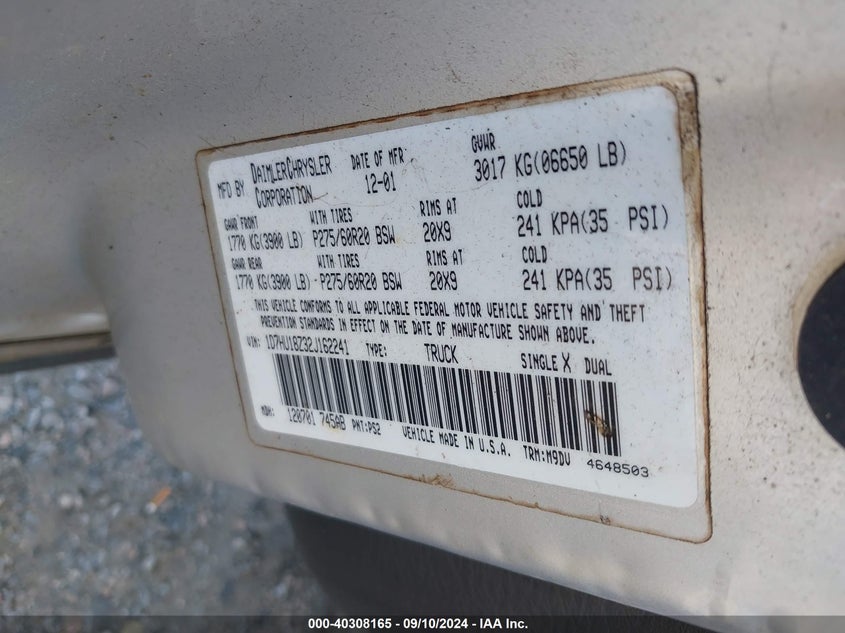 MFD BY DAIMLERCHRYSLER CORPORATION DATE OF MFR 12-01 GVWR 3017 KG(06650 LB)
GAWR FRONT WITH TIRES RIMS AT COLD
1770 KG(3900 LB) P275/60R20 BSW 20X9 241 KPA(35 PSI)
GAWR REAR WITH TIRES RIMS AT COLD
1770 KG(3900 LB) P275/60R20 BSW 20X9 241 KPA(35 PSI)
THIS VEHICLE CONFORMS TO ALL APPLICABLE FEDERAL MOTOR VEHICLE SAFETY AND THEFT
PREVENTION STANDARDS IN EFFECT ON THE DATE OF MANUFACTURE SHOWN ABOVE.
VIN: 1D7HU18Z32J162241 TYPE: TRUCK SINGLE X DUAL
MDH: 120701 745AB PNT:PS2 VEHICLE MADE IN U.S.A. TRM:M9DV 4648503
000-40308165 - 09/10/2024 - IAA Inc.